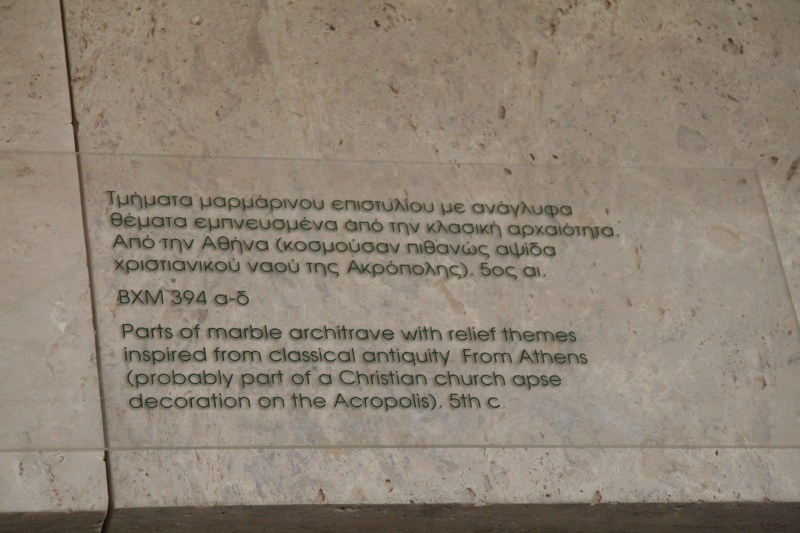 Τμήματα μαρμάρινου επιστυλίου με ανάγλυφα
θέματα εμπνευσμένα από την κλασική αρχαιότητα.
Από την Αθήνα (κοσμούσαν πιθανώς αψίδα
χριστιανικού ναού της Ακρόπολης). 5ος αι.
ΒΧΜ 394 α-δ
Parts of marble architrave with relief themes
inspired from classical antiquity. From Athens
(probably part of a Christian church apse
decoration on the Acropolis). 5th c.